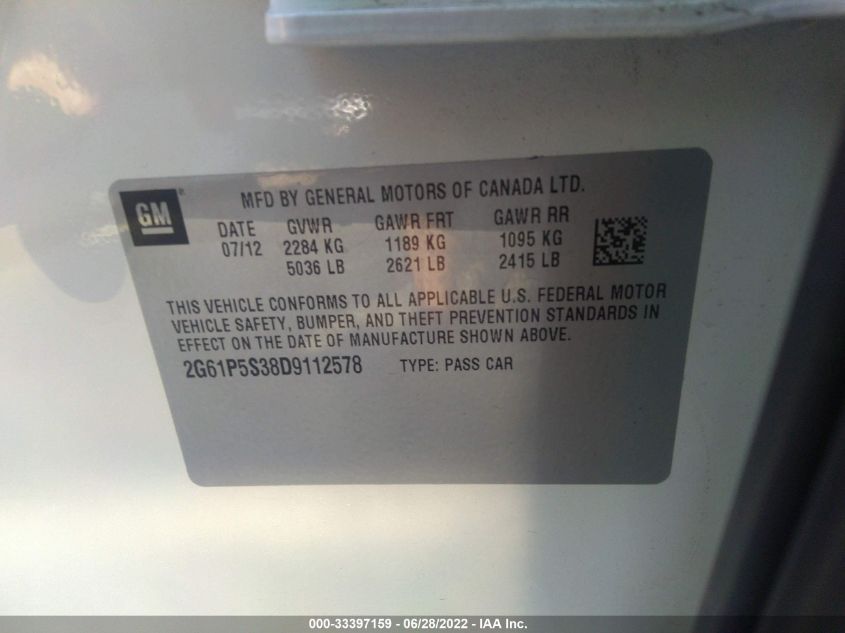 MFD BY GENERAL MOTORS OF CANADA LTD.
GM®
DATE GVWR GAWR FRT GAWR RR
07/12 2284 KG 1189 KG 1095 KG
5036 LB 2621 LB 2415 LB
THIS VEHICLE CONFORMS TO ALL APPLICABLE U.S. FEDERAL MOTOR
VEHICLE SAFETY, BUMPER, AND THEFT PREVENTION STANDARDS IN
EFFECT ON THE DATE OF MANUFACTURE SHOWN ABOVE.
2G61P5S38D9112578 TYPE: PASS CAR
000-33397159 - 06/28/2022 - IAA Inc.